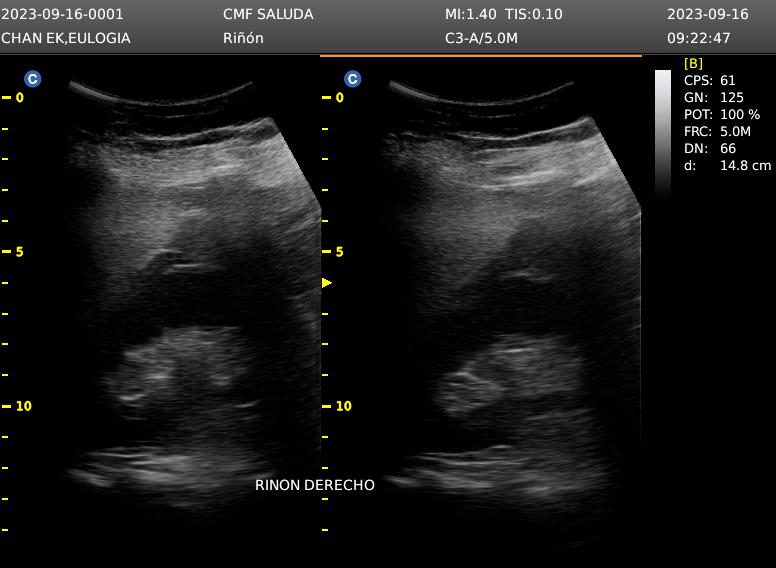 2023-09-16-0001 CMF SALUDA MI:1.40 TIS:0.10 2023-09-16
CHAN EK,EULOGIA Riñón C3-A/5.0M 09:22:47
[B]
C C
CPS: 61
0 0
GN: 125
POT: 100 %
FRC: 5.0M
DN: 66
d: 14.8 cm
5 5
10 10
RINON DERECHO